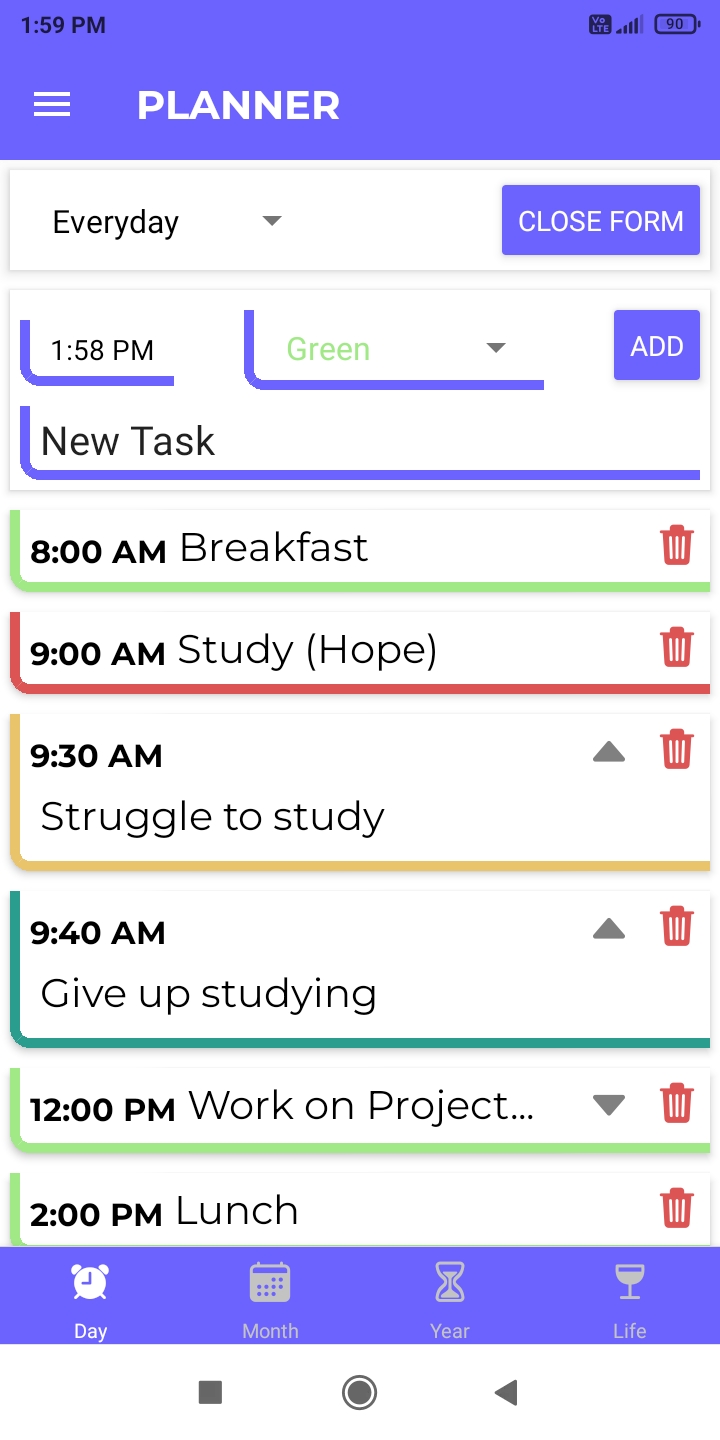 1:59 PM
Vo LTE
90
PLANNER
Everyday
CLOSE FORM
1:58 PM
Green
ADD
New Task
8:00 AM Breakfast
9:00 AM Study (Hope)
9:30 AM
Struggle to study
9:40 AM
Give up studying
12:00 PM Work on Project...
2:00 PM Lunch
Day
Month
Year
Life